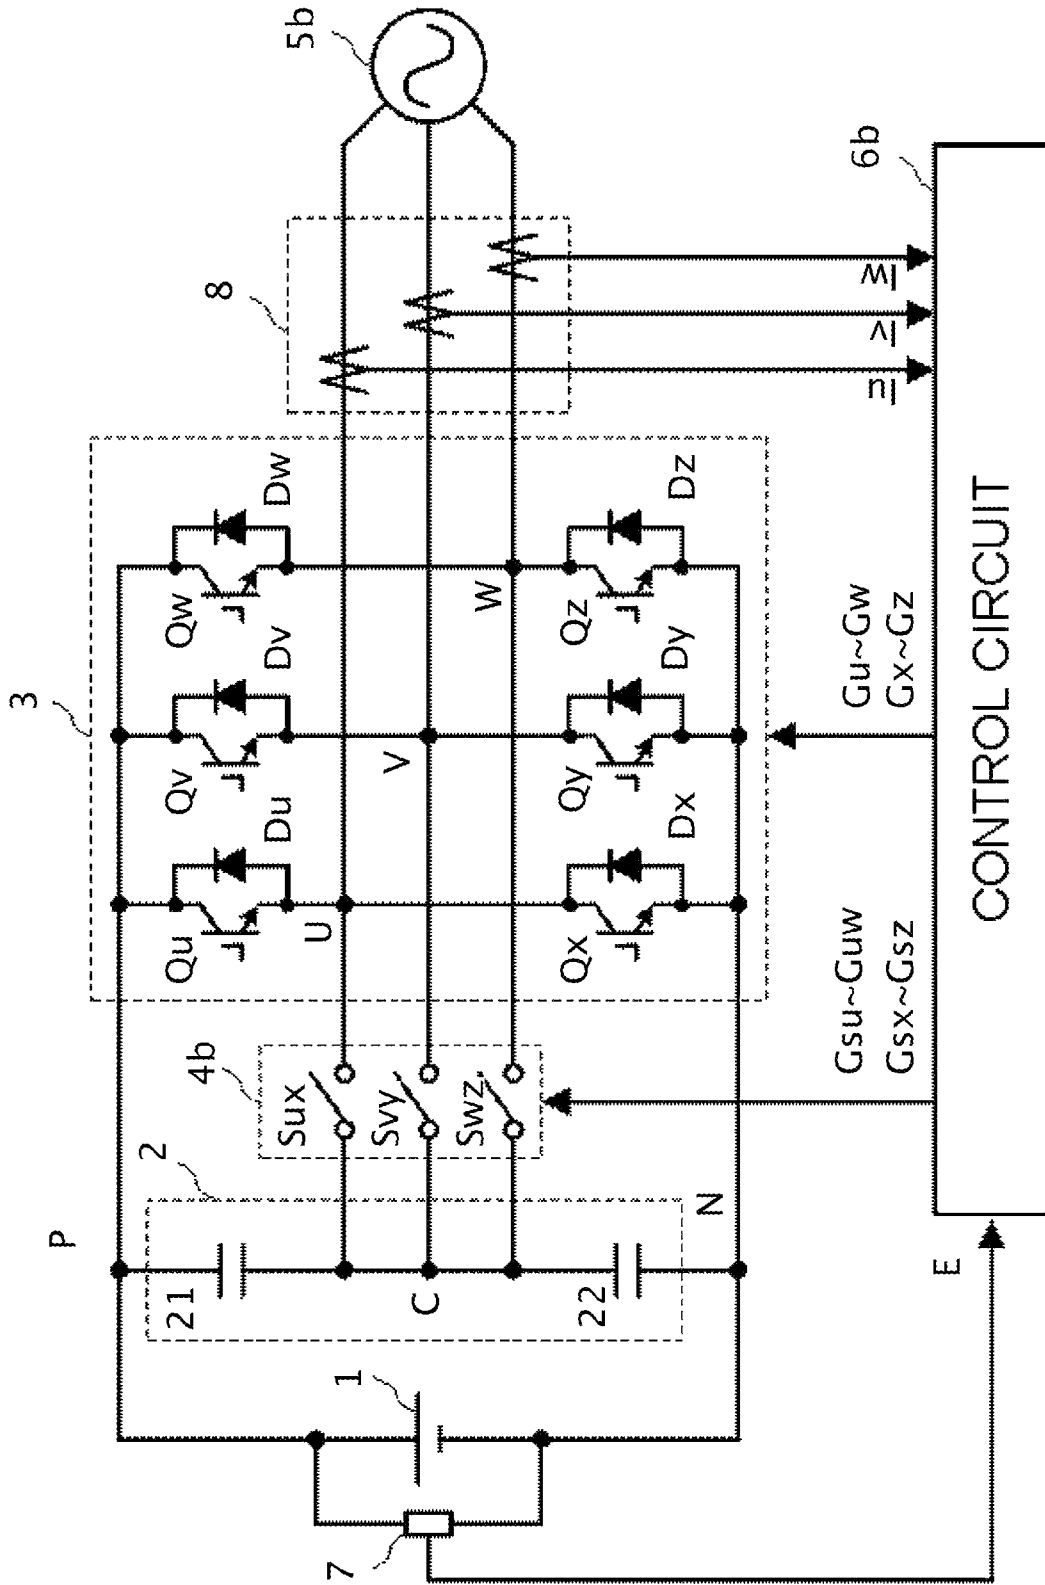 3
P
2
4b
8
5b
Qu
Du
Qv
Dv
Qw
Dw
21
1
7
Sux
Svy
Swz
U
V
W
C
22
N
Qx
Dx
Qy
Dy
Qz
Dz
Gsu~Guw
Gsx~Gsz
Gu~Gw
Gx~Gz
Iu
Iv
Iw
6b
E
CONTROL CIRCUIT